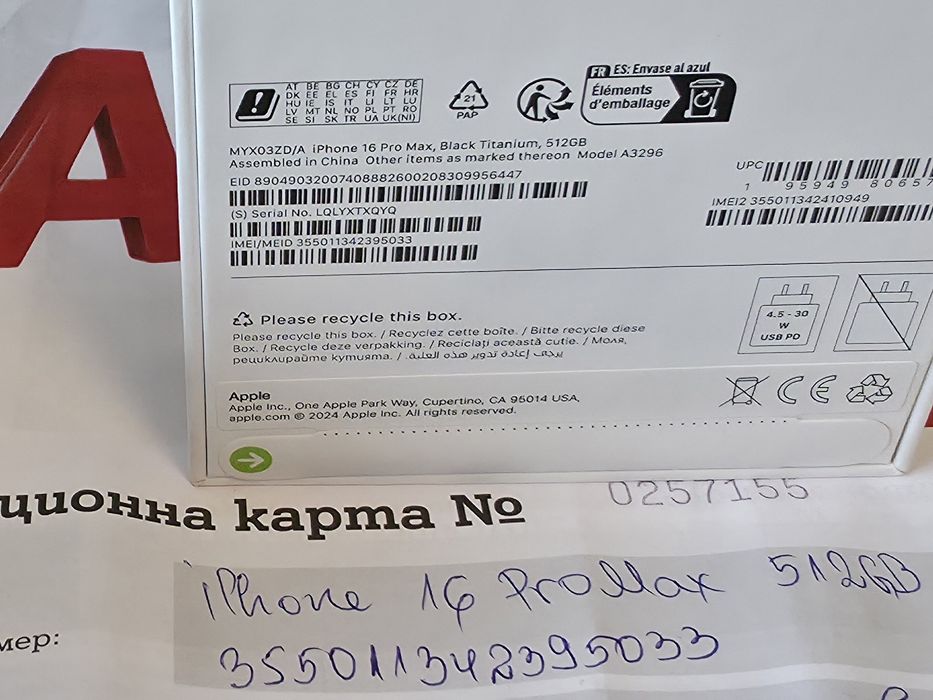 A
AT BE BG CH CY CZ DE
DK EE EL ES FI FR HR
HU IE IS IT LI LT LU
LV MT NL NO PL PT RO
SE SI SK TR UA UK(NI)
21
PAP
FR ES: Envase al azul
Éléments
d'emballage
MYX03ZD/A iPhone 16 Pro Max, Black Titanium, 512GB
Assembled in China Other items as marked thereon Model A3296
EID 89049032007408882600208309956447
(S) Serial No. LQLYXTXQYQ
IMEI/MEID 355011342395033
UPC
1 95949 80657
IMEI2 355011342410949
Please recycle this box.
Please recycle this box. / Recyclez cette boîte. / Bitte recycle diese
Box. / Recycle deze verpakking. / Reciclați această cutie. / Моля,
рециклирайте кутията. / يرجى إعادة تدوير هذه العلبة.
4.5 - 30
W
USB PD
Apple
Apple Inc., One Apple Park Way, Cupertino, CA 95014 USA,
apple.com © 2024 Apple Inc. All rights reserved.
CE
ционна карта № 0257155
iPhone 16 ProMax 512GB
мер:
355011342395033